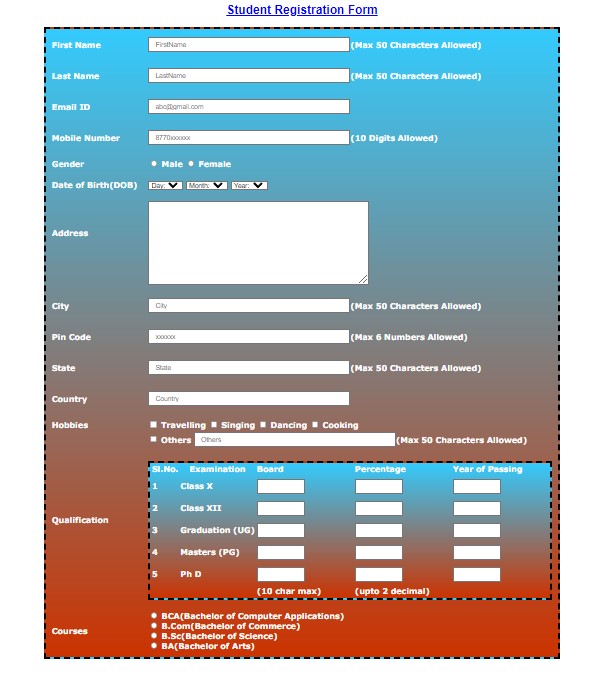 Student Registration Form
First Name FirstName (Max 50 Characters Allowed)
Last Name LastName (Max 50 Characters Allowed)
Email ID abc@gmail.com
Mobile Number 8770xxxxxx (10 Digits Allowed)
Gender Male Female
Date of Birth(DOB) Day: Month: Year:
Address
City City (Max 50 Characters Allowed)
Pin Code xxxxxx (Max 6 Numbers Allowed)
State State (Max 50 Characters Allowed)
Country Country
Hobbies Travelling Singing Dancing Cooking
Others Others (Max 50 Characters Allowed)
Sl.No. Examination Board Percentage Year of Passing
1 Class X
2 Class XII
Qualification
3 Graduation (UG)
4 Masters (PG)
5 Ph D
(10 char max) (upto 2 decimal)
BCA(Bachelor of Computer Applications)
B.Com(Bachelor of Commerce)
Courses
B.Sc(Bachelor of Science)
BA(Bachelor of Arts)